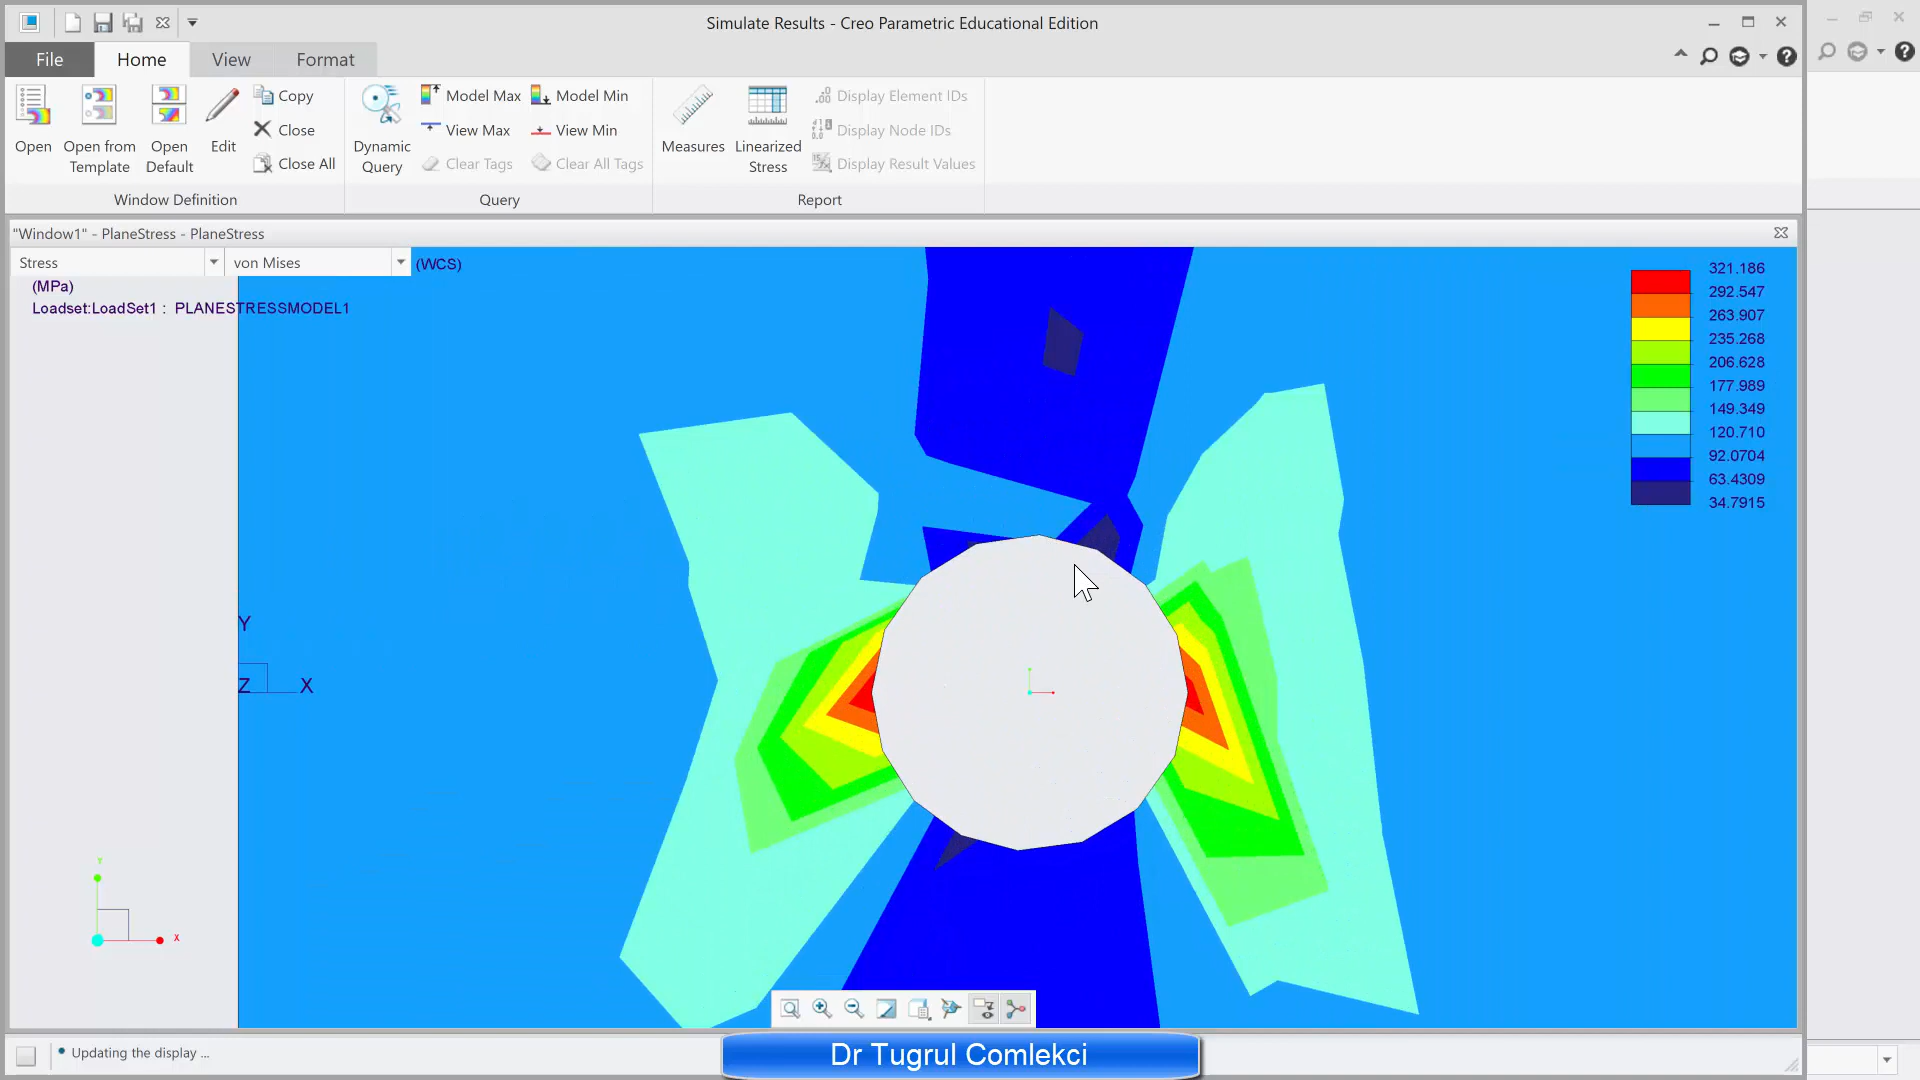 Simulate Results - Creo Parametric Educational Edition
File
Home
View
Format
Open
Open from
Template
Open
Default
Edit
Copy
Close
Close All
Window Definition
Dynamic
Query
Model Max
View Max
Clear Tags
Model Min
View Min
Clear All Tags
Query
Measures
Linearized
Stress
Display Element IDs
Display Node IDs
Display Result Values
Report
"Window1" - PlaneStress - PlaneStress
Stress
von Mises
(WCS)
(MPa)
Loadset:LoadSet1 : PLANESTRESSMODEL1
321.186
292.547
263.907
235.268
206.628
177.989
149.349
120.710
92.0704
63.4309
34.7915
Y
Z
X
Y
X
Updating the display ...
Dr Tugrul Comlekci